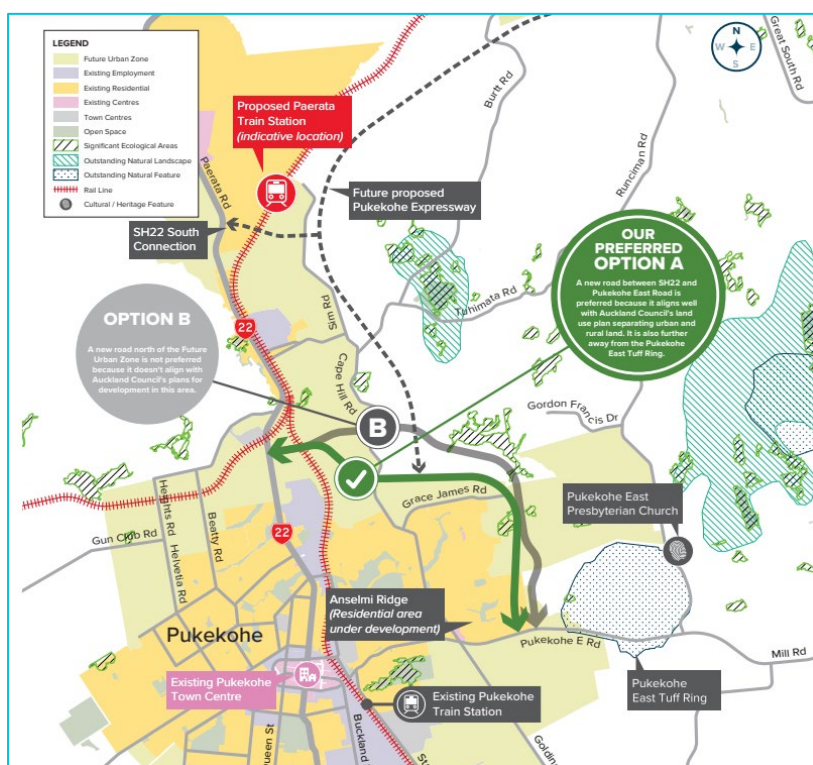 LEGEND
Future Urban Zone
Existing Employment
Existing Residential
Existing Centres
Town Centres
Open Space
Significant Ecological Areas
Outstanding Natural Landscape
Outstanding Natural Feature
Rail Line
Cultural / Heritage Feature
N
W
E
S
Great South Rd
Burtt Rd
Runciman Rd
Paerata Rd
Proposed Paerata
Train Station
(indicative location)
Future proposed
Pukekohe Expressway
SH22 South
Connection
OUR
PREFERRED
OPTION A
A new road between SH22 and
Pukekohe East Road is
preferred because it aligns well
with Auckland Council's land
use plan separating urban and
rural land. It is also further
away from the Pukekohe
East Tuff Ring.
Sim Rd
Tuhimata Rd
OPTION B
A new road north of the Future
Urban Zone is not preferred
because it doesn't align with
Auckland Council's plans for
development in this area.
22
Cape Hill Rd
B
Gordon Francis Dr
Grace James Rd
Pukekohe East
Presbyterian Church
Heights Rd
Beatty Rd
Gun Club Rd
Helvetia Rd
22
Anselmi Ridge
(Residential area
under development)
Pukekohe
Pukekohe E Rd
Mill Rd
Existing Pukekohe
Town Centre
Pukekohe
East Tuff Ring
Existing Pukekohe
Train Station
Queen St
Buckland
Golding